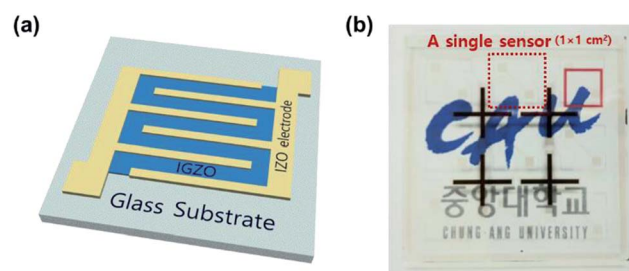 (a)
IGZO
IZO electrode
Glass Substrate
(b)
A single sensor (1×1 cm²)
CAU
중앙대학교
CHUNG-ANG UNIVERSITY